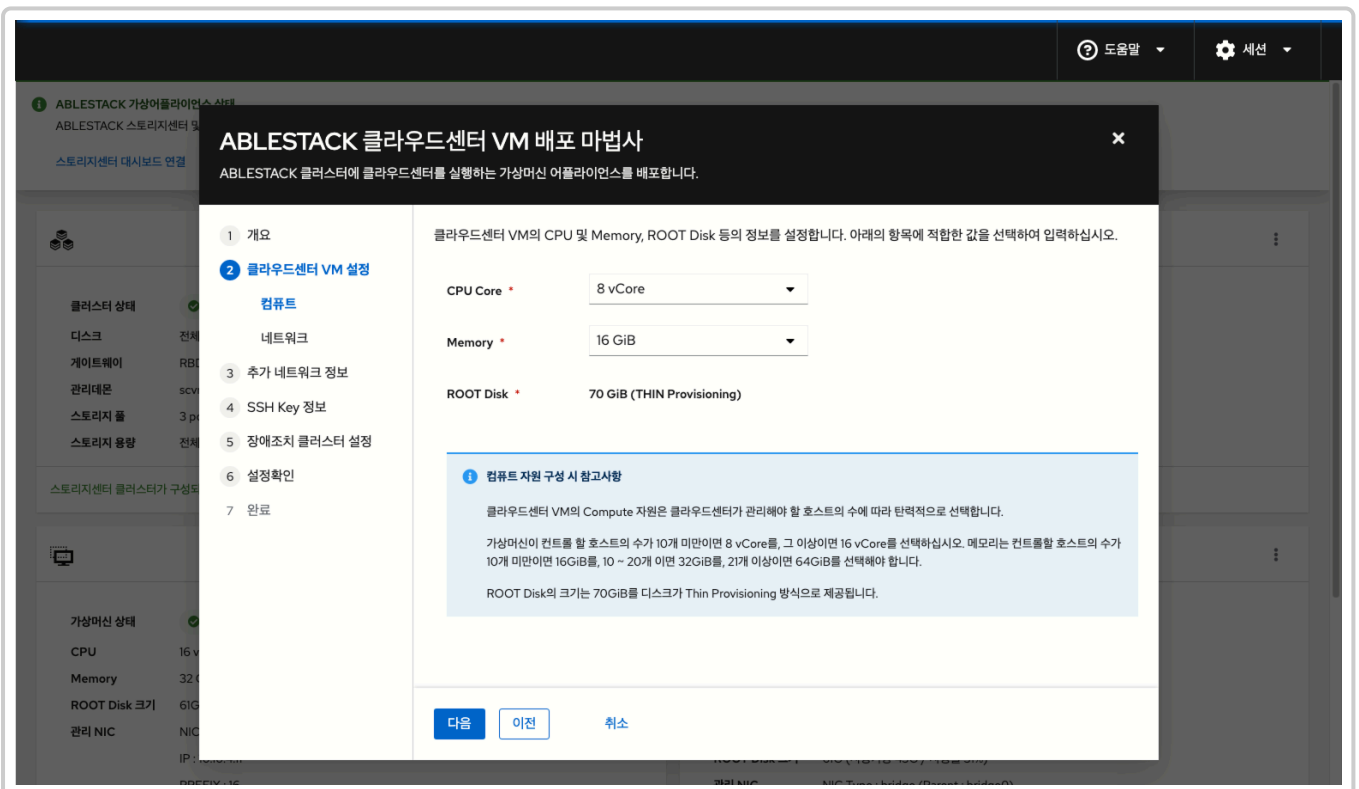 도움말
세션
ABLESTACK 가상어플라이언스 상태
ABLESTACK 스토리지센터 및
스토리지센터 대시보드 연결
ABLESTACK 클라우드센터 VM 배포 마법사
ABLESTACK 클러스터에 클라우드센터를 실행하는 가상머신 어플라이언스를 배포합니다.
1 개요
2 클라우드센터 VM 설정
컴퓨트
네트워크
3 추가 네트워크 정보
4 SSH Key 정보
5 장애조치 클러스터 설정
6 설정확인
7 완료
클라우드센터 VM의 CPU 및 Memory, ROOT Disk 등의 정보를 설정합니다. 아래의 항목에 적합한 값을 선택하여 입력하십시오.
CPU Core * 8 vCore
Memory * 16 GiB
ROOT Disk * 70 GiB (THIN Provisioning)
컴퓨트 자원 구성 시 참고사항
클라우드센터 VM의 Compute 자원은 클라우드센터가 관리해야 할 호스트의 수에 따라 탄력적으로 선택합니다.
가상머신이 컨트롤 할 호스트의 수가 10개 미만이면 8 vCore를, 그 이상이면 16 vCore를 선택하십시오. 메모리는 컨트롤할 호스트의 수가
10개 미만이면 16GiB를, 10 ~ 20개 이면 32GiB를, 21개 이상이면 64GiB를 선택해야 합니다.
ROOT Disk의 크기는 70GiB를 디스크가 Thin Provisioning 방식으로 제공됩니다.
다음
이전
취소
클러스터 상태
디스크 전체
게이트웨이 RBD
관리데몬 scv
스토리지 풀 3 po
스토리지 용량 전체
스토리지센터 클러스터가 구성되
가상머신 상태
CPU 16 v
Memory 32 G
ROOT Disk 크기 61G
관리 NIC NIC
IP :
PREFIX : 16
관리 NIC NIC Type : bridge (Parent : bridge0)